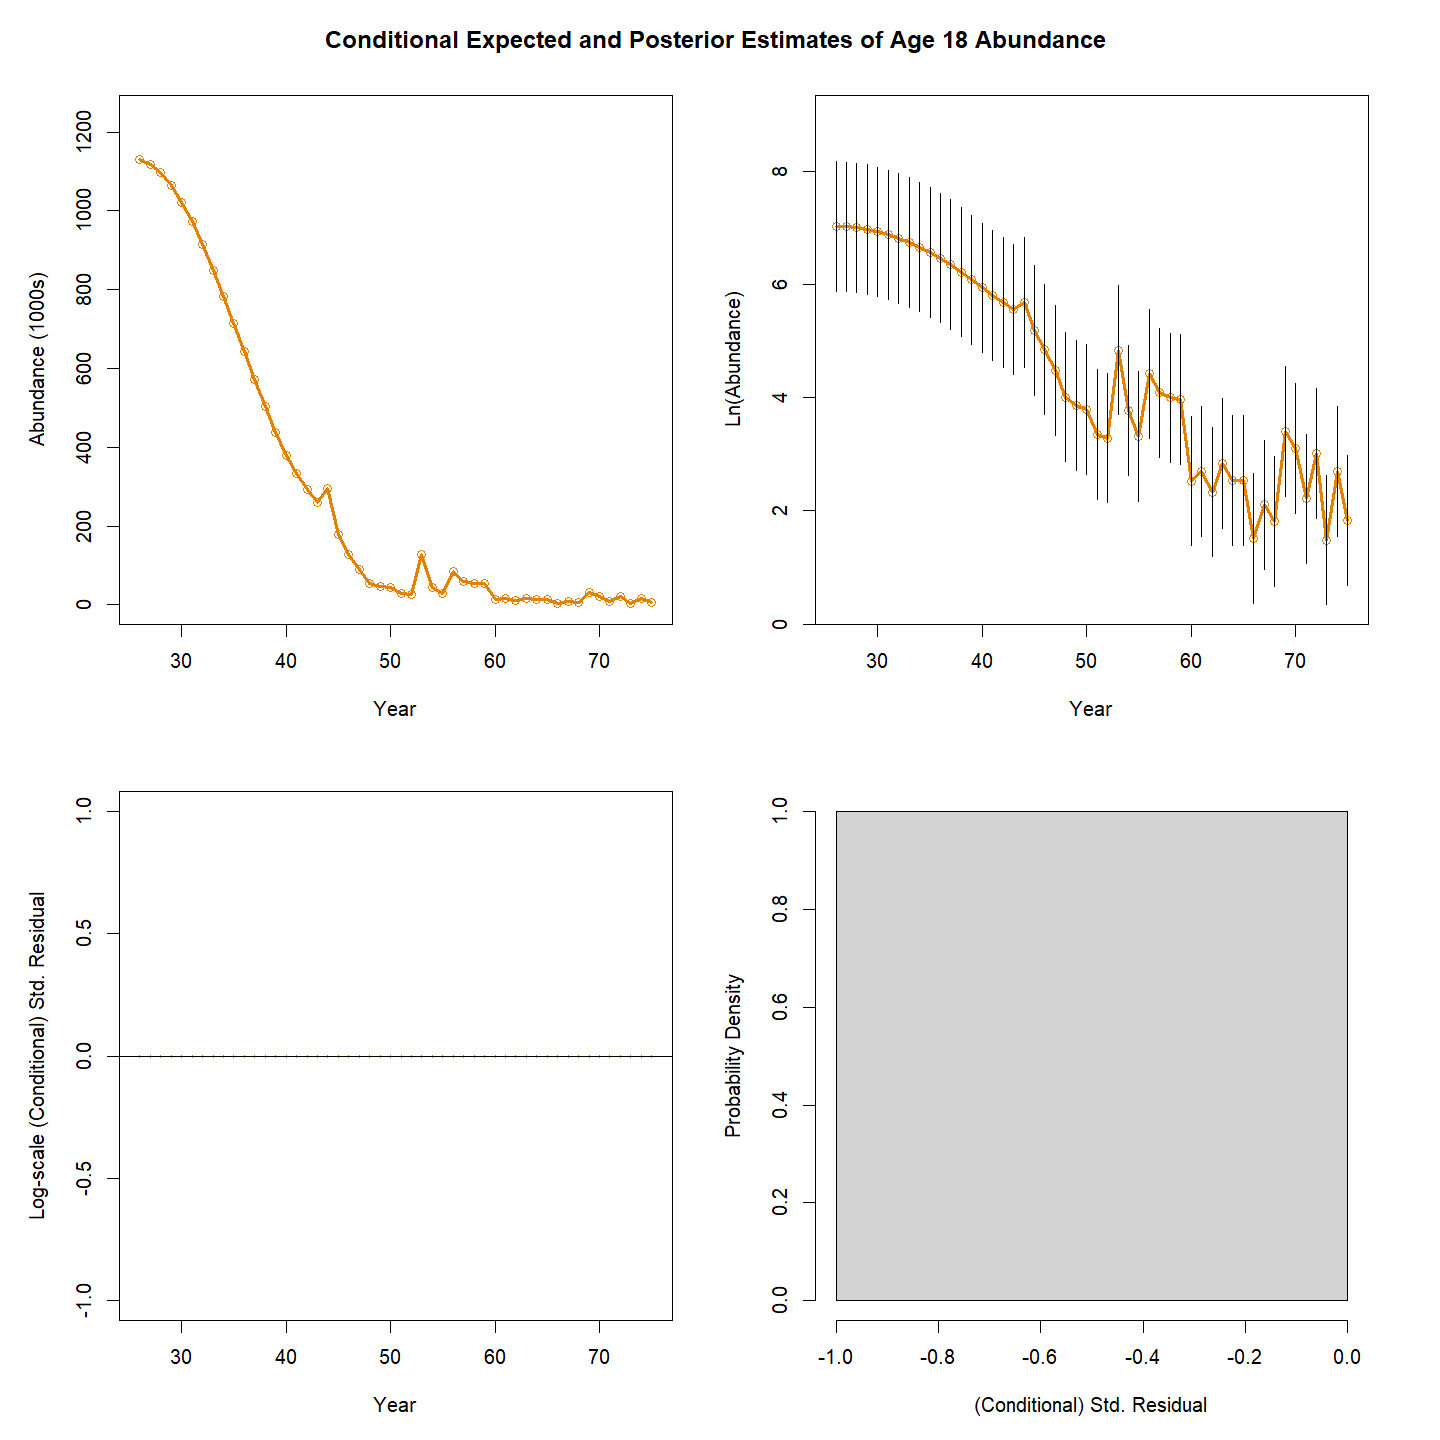 Conditional Expected and Posterior Estimates of Age 18 Abundance
Abundance (1000s)
1200
1000
800
600
400
200
0
30 40 50 60 70
Year
Ln(Abundance)
8
6
4
2
0
30 40 50 60 70
Year
Log-scale (Conditional) Std. Residual
1.0
0.5
0.0
-0.5
-1.0
30 40 50 60 70
Year
Probability Density
1.0
0.8
0.6
0.4
0.2
0.0
-1.0 -0.8 -0.6 -0.4 -0.2 0.0
(Conditional) Std. Residual